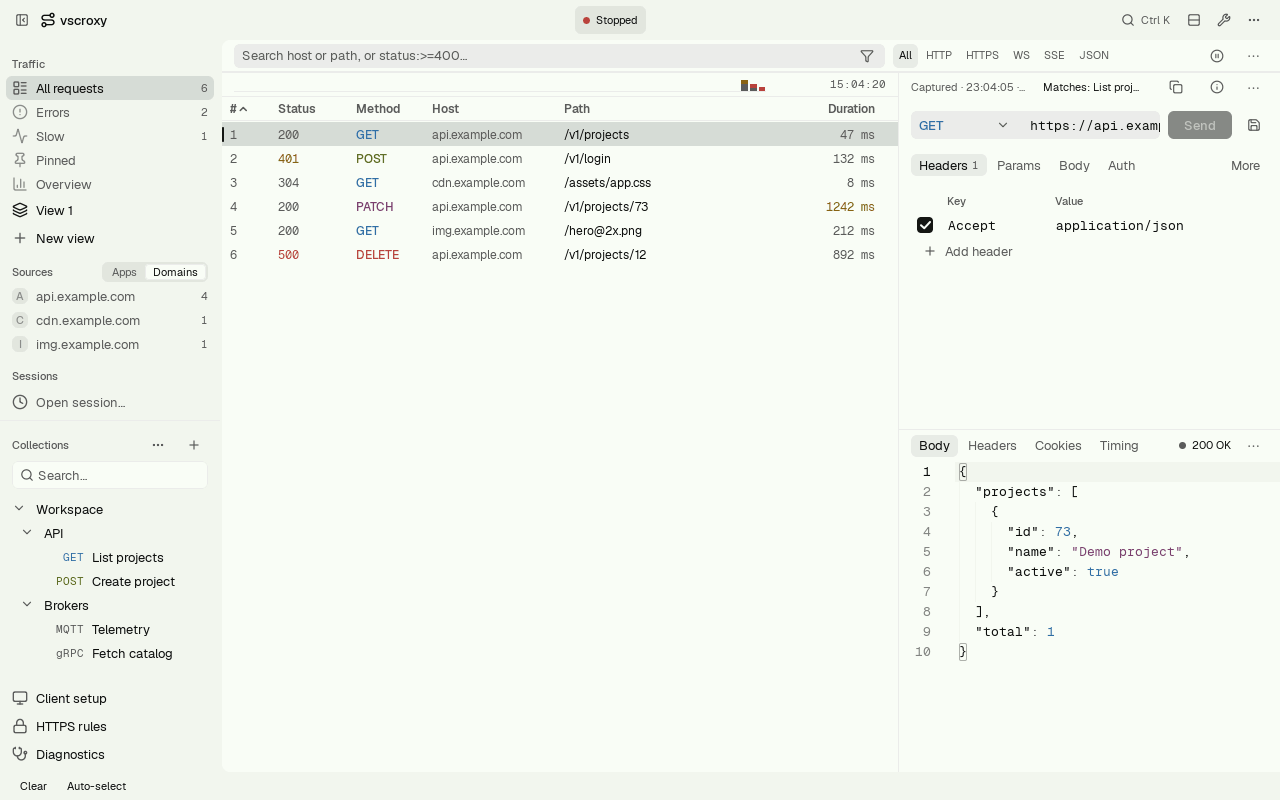 vscroxy
Stopped
Ctrl K
Traffic
All requests 6
Errors 2
Slow 1
Pinned
Overview
View 1
New view
Sources Apps Domains
A api.example.com 4
C cdn.example.com 1
I img.example.com 1
Sessions
Open session…
Collections
Search…
Workspace
API
GET List projects
POST Create project
Brokers
MQTT Telemetry
gRPC Fetch catalog
Client setup
HTTPS rules
Diagnostics
Clear Auto-select
Search host or path, or status:>=400…
All HTTP HTTPS WS SSE JSON
15:04:20
# Status Method Host Path Duration
1 200 GET api.example.com /v1/projects 47 ms
2 401 POST api.example.com /v1/login 132 ms
3 304 GET cdn.example.com /assets/app.css 8 ms
4 200 PATCH api.example.com /v1/projects/73 1242 ms
5 200 GET img.example.com /hero@2x.png 212 ms
6 500 DELETE api.example.com /v1/projects/12 892 ms
Captured · 23:04:05 ·… Matches: List proj…
GET https://api.examp Send
Headers 1 Params Body Auth More
Key Value
Accept application/json
Add header
Body Headers Cookies Timing 200 OK
1 {
2 "projects": [
3 {
4 "id": 73,
5 "name": "Demo project",
6 "active": true
7 }
8 ],
9 "total": 1
10 }